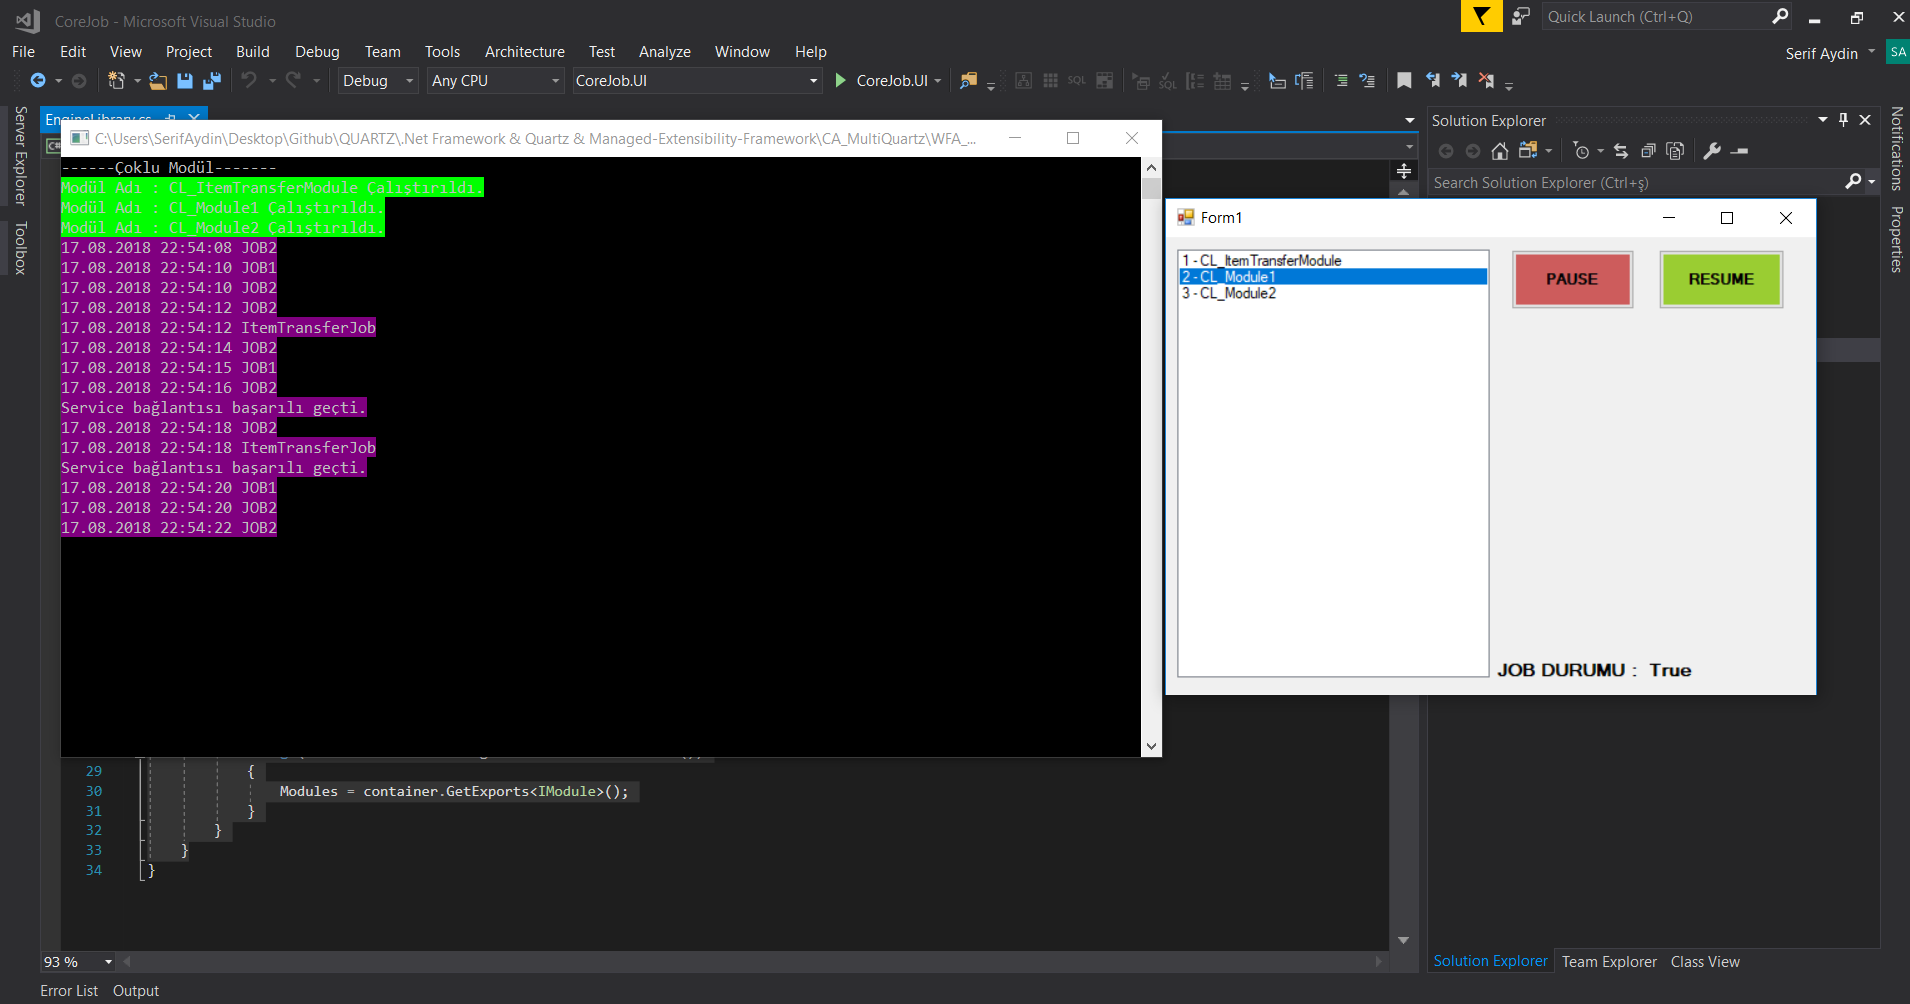 CoreJob - Microsoft Visual Studio
Quick Launch (Ctrl+Q)
File Edit View Project Build Debug Team Tools Architecture Test Analyze Window Help
Serif Aydin SA
Debug Any CPU CoreJob.UI CoreJob.UI
Server Explorer
Toolbox
EngineLibrary.cs
C:\Users\SerifAydin\Desktop\Github\QUARTZ\.Net Framework & Quartz & Managed-Extensibility-Framework\CA_MultiQuartz\WFA_...
------Çoklu Modül-------
Modül Adı : CL_ItemTransferModule Çalıştırıldı.
Modül Adı : CL_Module1 Çalıştırıldı.
Modül Adı : CL_Module2 Çalıştırıldı.
17.08.2018 22:54:08 JOB2
17.08.2018 22:54:10 JOB1
17.08.2018 22:54:10 JOB2
17.08.2018 22:54:12 JOB2
17.08.2018 22:54:12 ItemTransferJob
17.08.2018 22:54:14 JOB2
17.08.2018 22:54:15 JOB1
17.08.2018 22:54:16 JOB2
Service bağlantısı başarılı geçti.
17.08.2018 22:54:18 JOB2
17.08.2018 22:54:18 ItemTransferJob
Service bağlantısı başarılı geçti.
17.08.2018 22:54:20 JOB1
17.08.2018 22:54:20 JOB2
17.08.2018 22:54:22 JOB2
29 {
30 Modules = container.GetExports<IModule>();
31 }
32 }
33 }
34 }
93 %
Error List Output
Solution Explorer
Search Solution Explorer (Ctrl+ş)
Form1
1 - CL_ItemTransferModule
2 - CL_Module1
3 - CL_Module2
PAUSE RESUME
JOB DURUMU : True
Solution Explorer Team Explorer Class View
Notifications
Properties